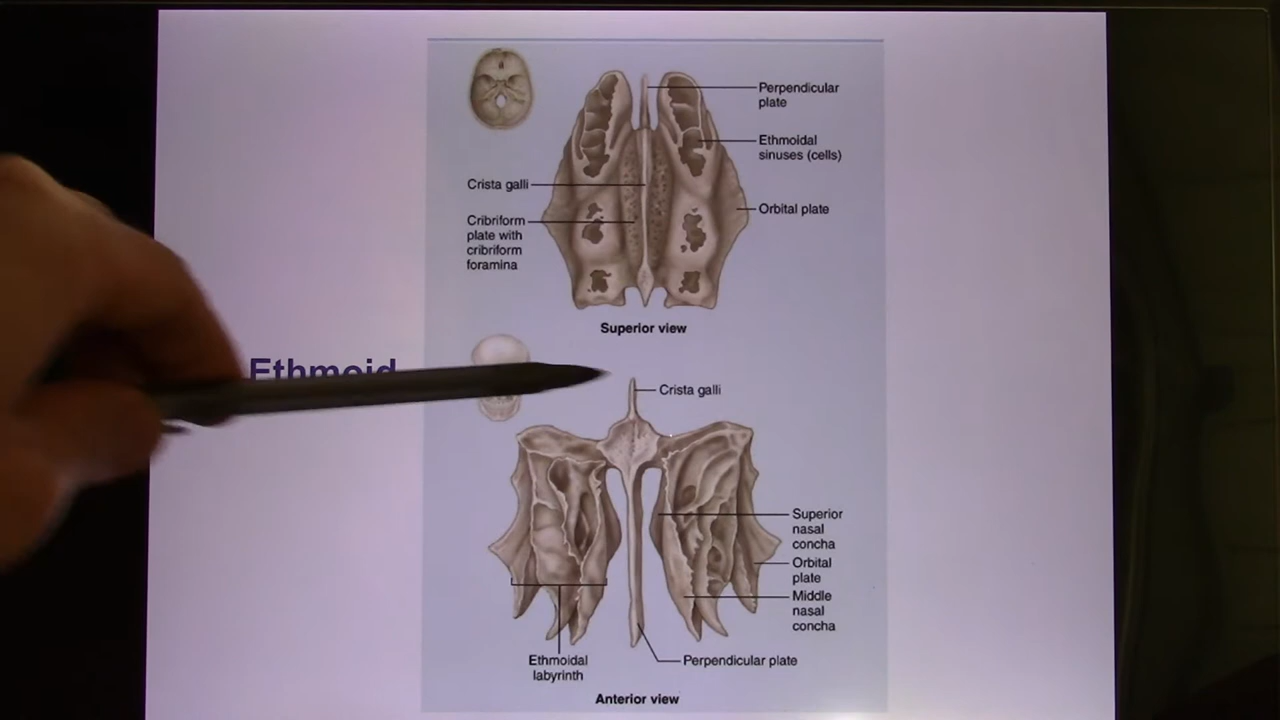 Perpendicular
plate
Ethmoidal
sinuses (cells)
Crista galli
Orbital plate
Cribriform
plate with
cribriform
foramina
Superior view
Ethmoid
Crista galli
Superior
nasal
concha
Orbital
plate
Middle
nasal
concha
Ethmoidal
labyrinth
Perpendicular plate
Anterior view